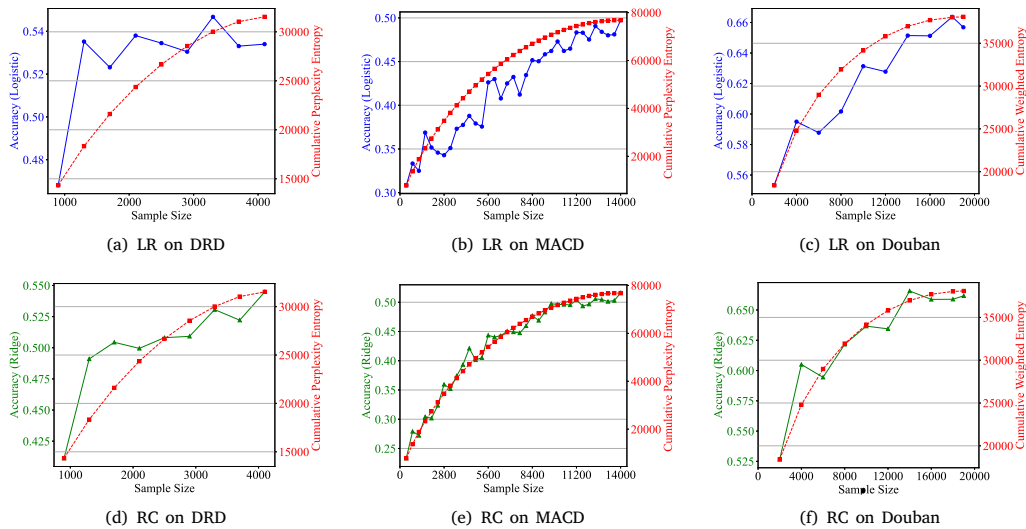 0.54
0.52
0.50
0.48
Accuracy (Logistic)
30000
27000
24000
21000
18000
15000
Cumulative Perplexity Entropy
1000 2000 3000 4000
Sample Size
(a) LR on DRD
0.50
0.45
0.40
0.35
0.30
Accuracy (Logistic)
80000
60000
40000
20000
Cumulative Perplexity Entropy
0 2800 5600 8400 11200 14000
Sample Size
(b) LR on MACD
0.66
0.64
0.62
0.60
0.58
0.56
Accuracy (Logistic)
35000
30000
25000
20000
Cumulative Weighted Entropy
0 4000 8000 12000 16000 20000
Sample Size
(c) LR on Douban
0.550
0.525
0.500
0.475
0.450
0.425
Accuracy (Ridge)
30000
25000
20000
15000
Cumulative Perplexity Entropy
1000 2000 3000 4000
Sample Size
(d) RC on DRD
0.50
0.45
0.40
0.35
0.30
0.25
Accuracy (Ridge)
80000
60000
40000
20000
Cumulative Perplexity Entropy
0 2800 5600 8400 11200 14000
Sample Size
(e) RC on MACD
0.650
0.625
0.600
0.575
0.550
0.525
Accuracy (Ridge)
35000
30000
25000
20000
Cumulative Weighted Entropy
0 4000 8000 12000 16000 20000
Sample Size
(f) RC on Douban